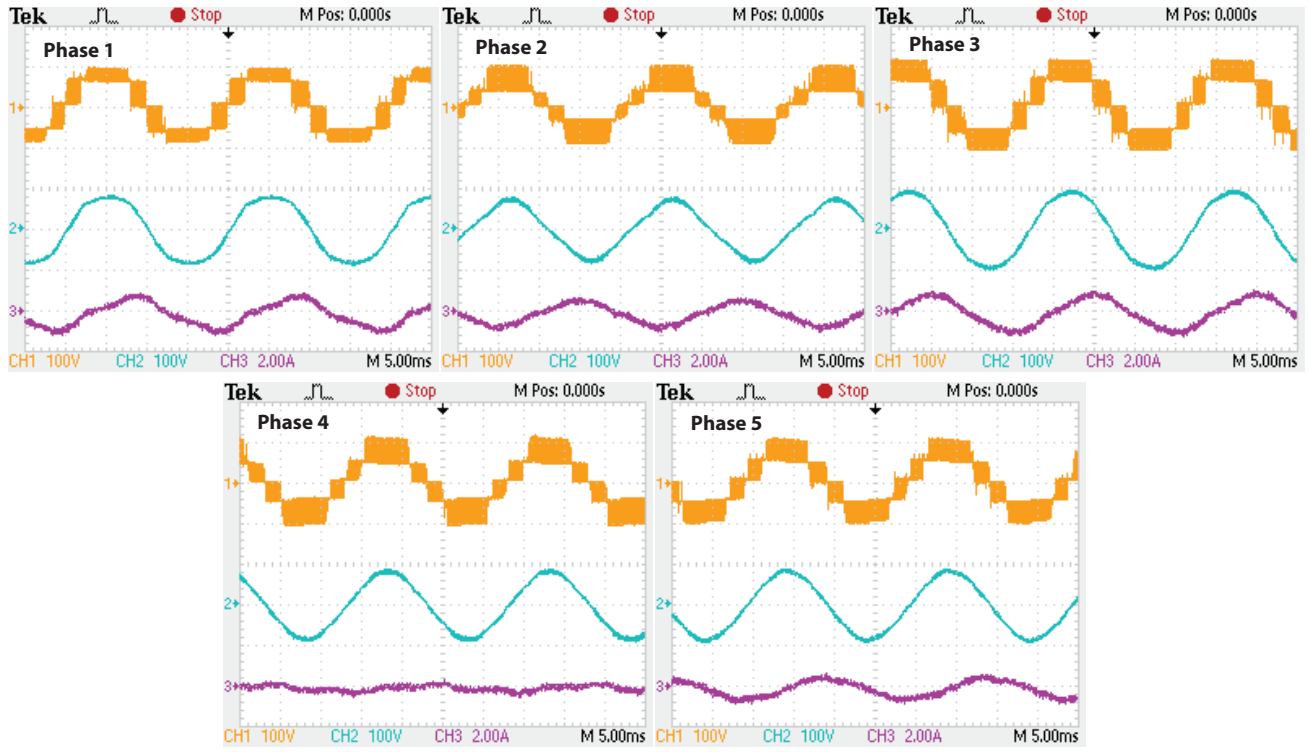 Tek Stop M Pos: 0.000s
Phase 1
1
2
3
CH1 100V CH2 100V CH3 2.00A M 5.00ms
Tek Stop M Pos: 0.000s
Phase 2
1
2
3
CH1 100V CH2 100V CH3 2.00A M 5.00ms
Tek Stop M Pos: 0.000s
Phase 3
1
2
3
CH1 100V CH2 100V CH3 2.00A M 5.00ms
Tek Stop M Pos: 0.000s
Phase 4
1
2
3
CH1 100V CH2 100V CH3 2.00A M 5.00ms
Tek Stop M Pos: 0.000s
Phase 5
1
2
3
CH1 100V CH2 100V CH3 2.00A M 5.00ms